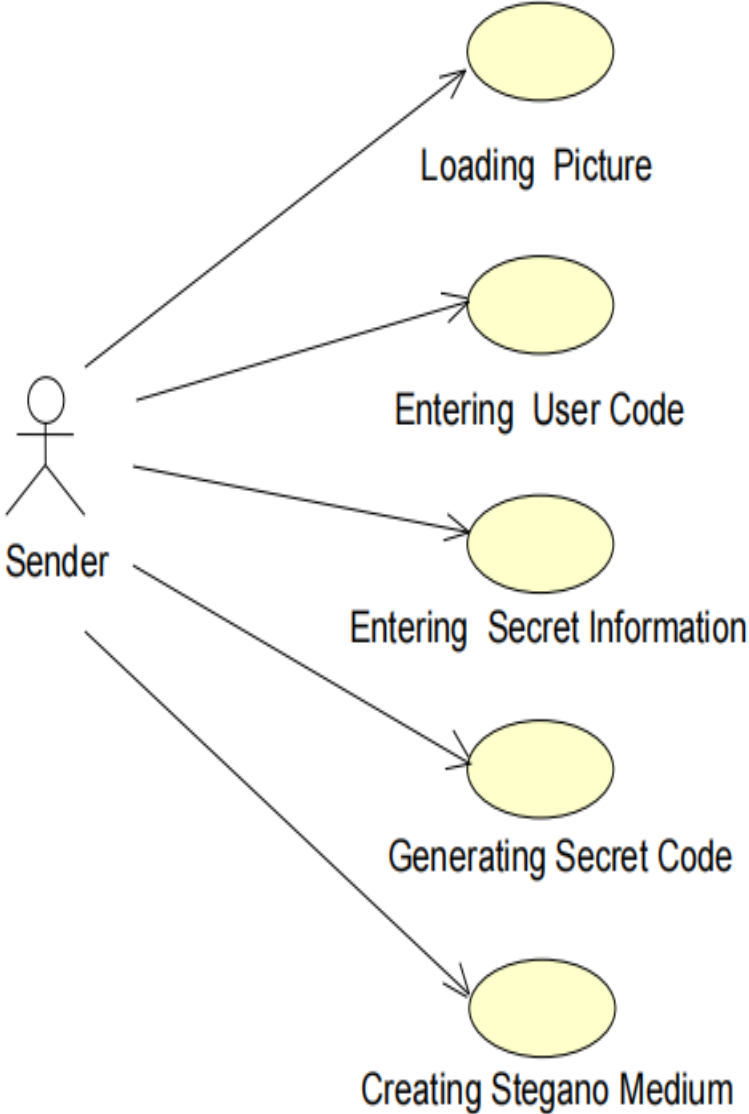 Loading Picture
Entering User Code
Sender
Entering Secret Information
Generating Secret Code
Creating Stegano Medium